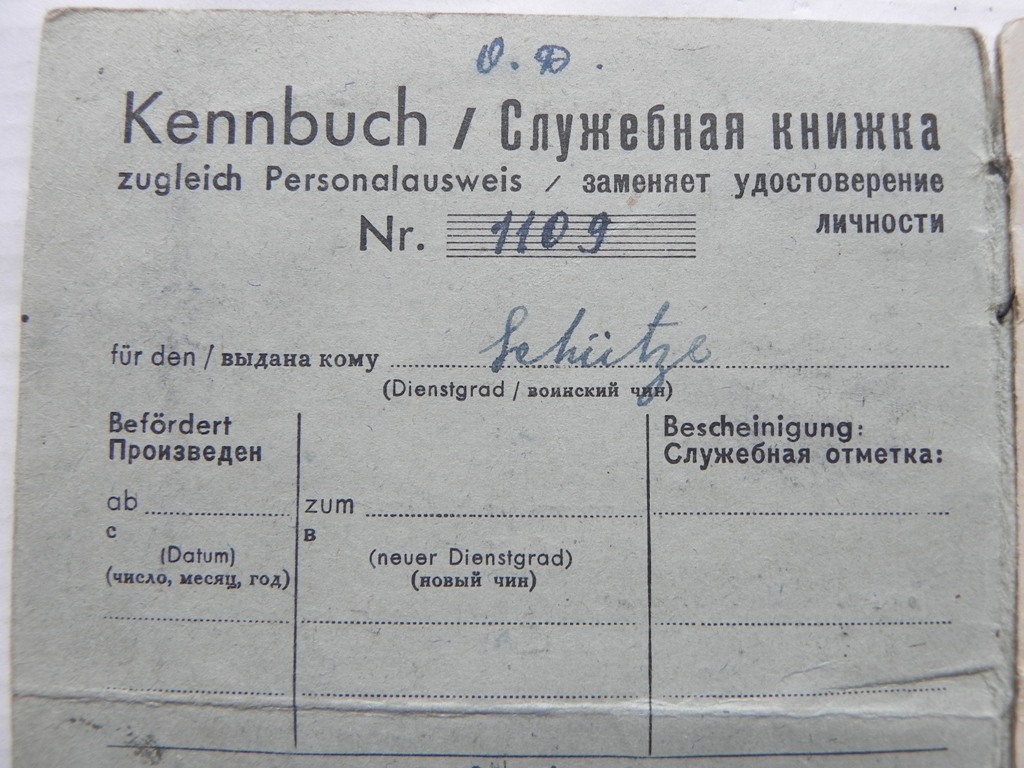 О. Д.
Kennbuch / Служебная книжка
zugleich Personalausweis / заменяет удостоверение
личности
Nr. 1109
für den / выдана кому Schütze
(Dienstgrad / воинский чин)
Befördert
Произведен
Bescheinigung:
Служебная отметка:
ab
с
(Datum)
(число, месяц, год)
zum
в
(neuer Dienstgrad)
(новый чин)